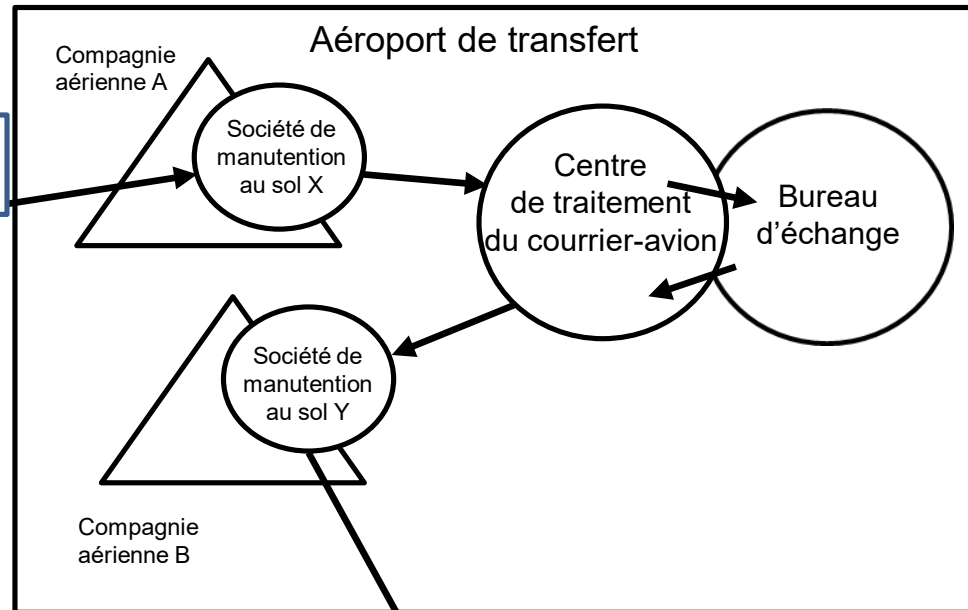 Aéroport de transfert
Compagnie
aérienne A
Société de
manutention
au sol X
Centre
de traitement
du courrier-avion
Bureau
d’échange
Société de
manutention
au sol Y
Compagnie
aérienne B